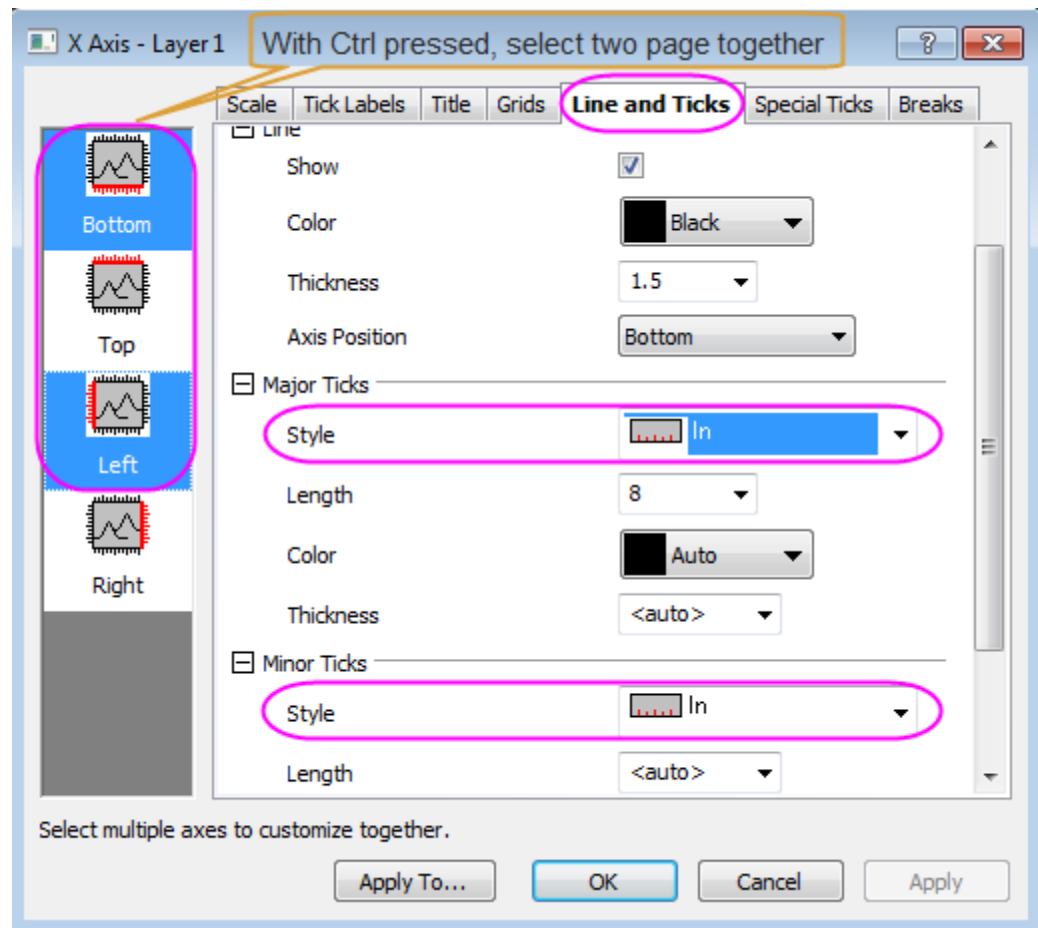 X Axis - Layer 1
With Ctrl pressed, select two page together
?
Scale Tick Labels Title Grids Line and Ticks Special Ticks Breaks
Bottom
Top
Left
Right
Line
Show
Color Black
Thickness 1.5
Axis Position Bottom
Major Ticks
Style In
Length 8
Color Auto
Thickness <auto>
Minor Ticks
Style In
Length <auto>
Select multiple axes to customize together.
Apply To... OK Cancel Apply